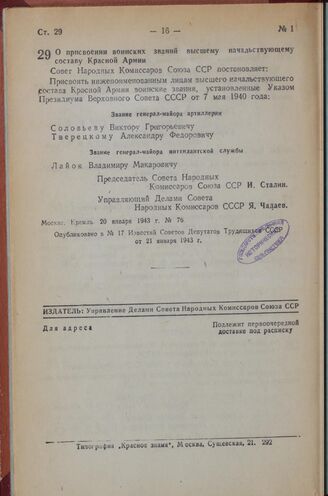 Ст. 29 — 16 — № 1
29 О присвоении воинских званий высшему начальствующему
составу Красной Армии
Совет Народных Комиссаров Союза ССР постановляет:
Присвоить нижепоименованным лицам высшего начальствующего
состава Красной Армии воинские звания, установленные Указом
Президиума Верховного Совета СССР от 7 мая 1940 года:
Звание генерал-майора артиллерии
Соловьеву Виктору Григорьевичу
Тверецкому Александру Федоровичу
Звание генерал-майора интендантской службы
Лайок Владимиру Макаровичу
Председатель Совета Народных
Комиссаров Союза ССР И. Сталин.
Управляющий Делами Совета
Народных Комиссаров СССР Я. Чадаев.
Москва, Кремль 20 января 1943 г. № 76
Опубликовано в № 17 Известий Советов Депутатов Трудящихся СССР
от 21 января 1943 г.
ИЗДАТЕЛЬ: Управление Делами Совета Народных Комиссаров Союза ССР
Для адреса
Подлежит первоочередной
доставке под расписку
Типография „Красное знамя“, Москва, Сущевская, 21. 292